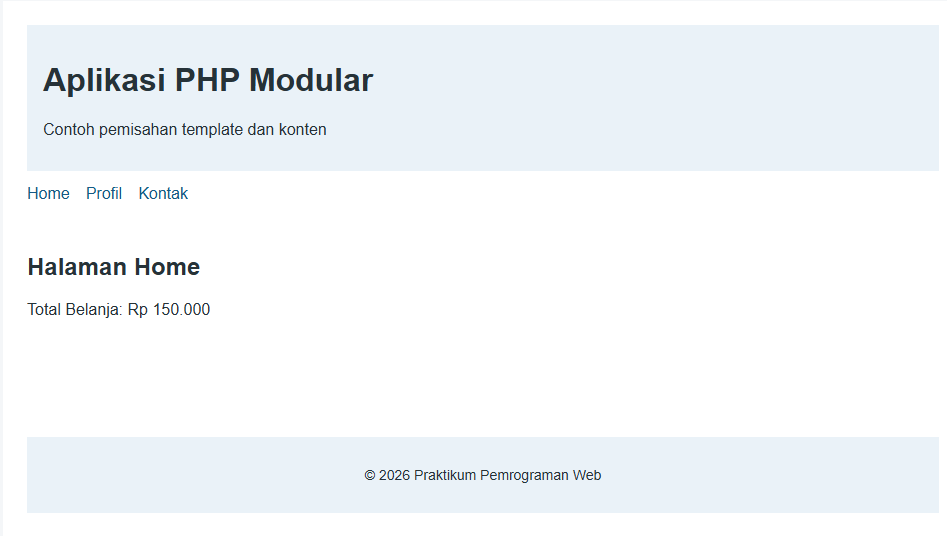 Aplikasi PHP Modular
Contoh pemisahan template dan konten
Home Profil Kontak
Halaman Home
Total Belanja: Rp 150.000
© 2026 Praktikum Pemrograman Web